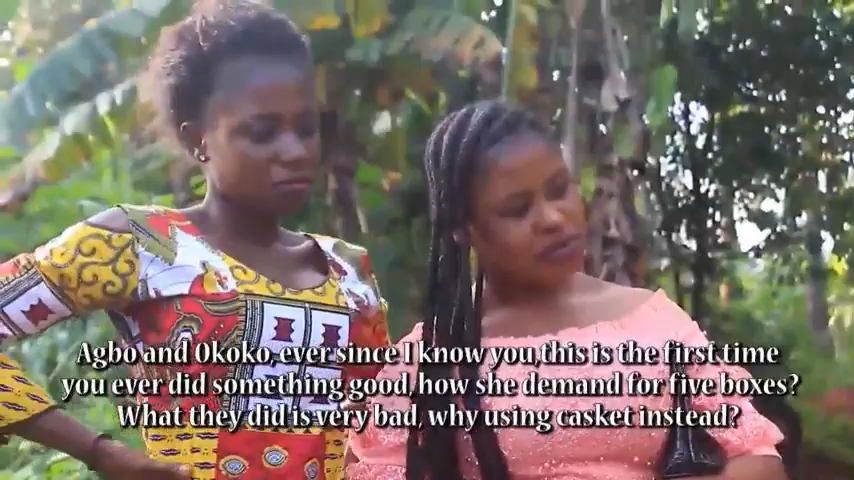 Agbo and Okoko, ever since I know you, this is the first time
you ever did something good, how she demand for five boxes?
What they did is very bad, why using casket instead?